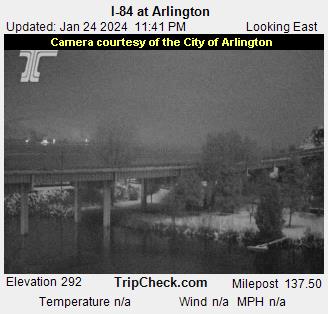 I-84 at Arlington
Updated: Jan 24 2024 11:41 PM Looking East
Camera courtesy of the City of Arlington
Elevation 292 TripCheck.com Milepost 137.50
Temperature n/a Wind n/a MPH n/a